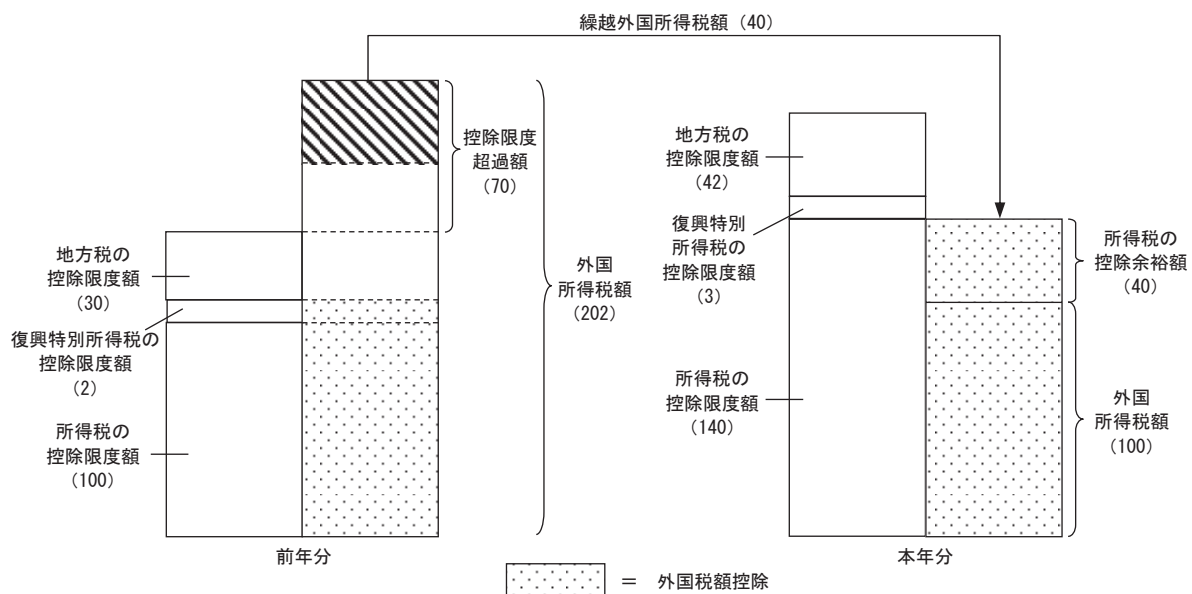 繰越外国所得税額（40）
控除限度
超過額
（70）
地方税の
控除限度額
（30）
復興特別所得税の
控除限度額
（2）
所得税の
控除限度額
（100）
外国
所得税額
（202）
前年分
地方税の
控除限度額
（42）
復興特別
所得税の
控除限度額
（3）
所得税の
控除限度額
（140）
所得税の
控除余裕額
（40）
外国
所得税額
（100）
本年分
＝ 外国税額控除